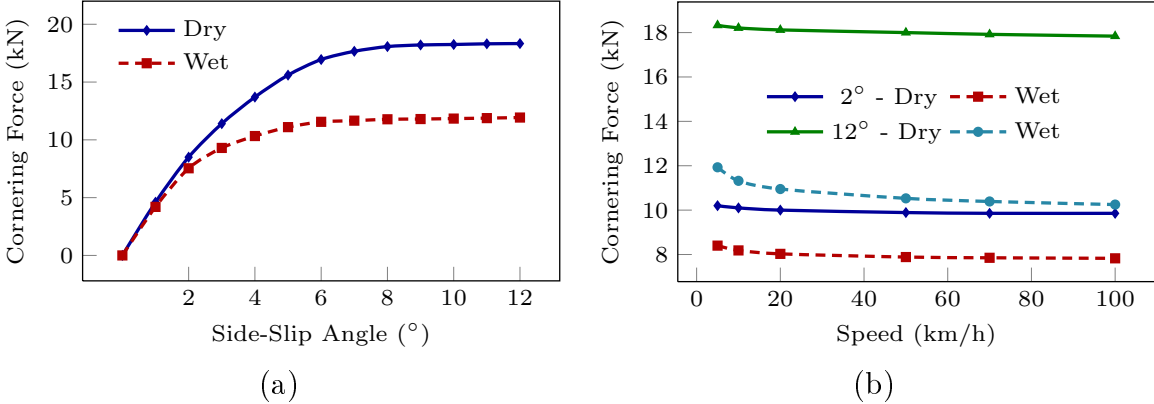 Cornering Force (kN)
20
15
10
5
0
Dry
Wet
2 4 6 8 10 12
Side-Slip Angle (°)
(a)
Cornering Force (kN)
18
16
14
12
10
8
2° - Dry Wet
12° - Dry Wet
0 20 40 60 80 100
Speed (km/h)
(b)